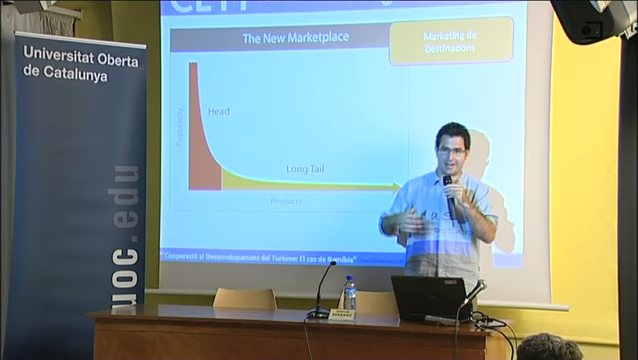 Universitat Oberta
de Catalunya
uoc.edu
CETT
The New Marketplace
Marketing de
Destinacions
Popularity
Head
Long Tail
Products
"Cooperació al Desenvolupament del Turisme: El cas de Namíbia"